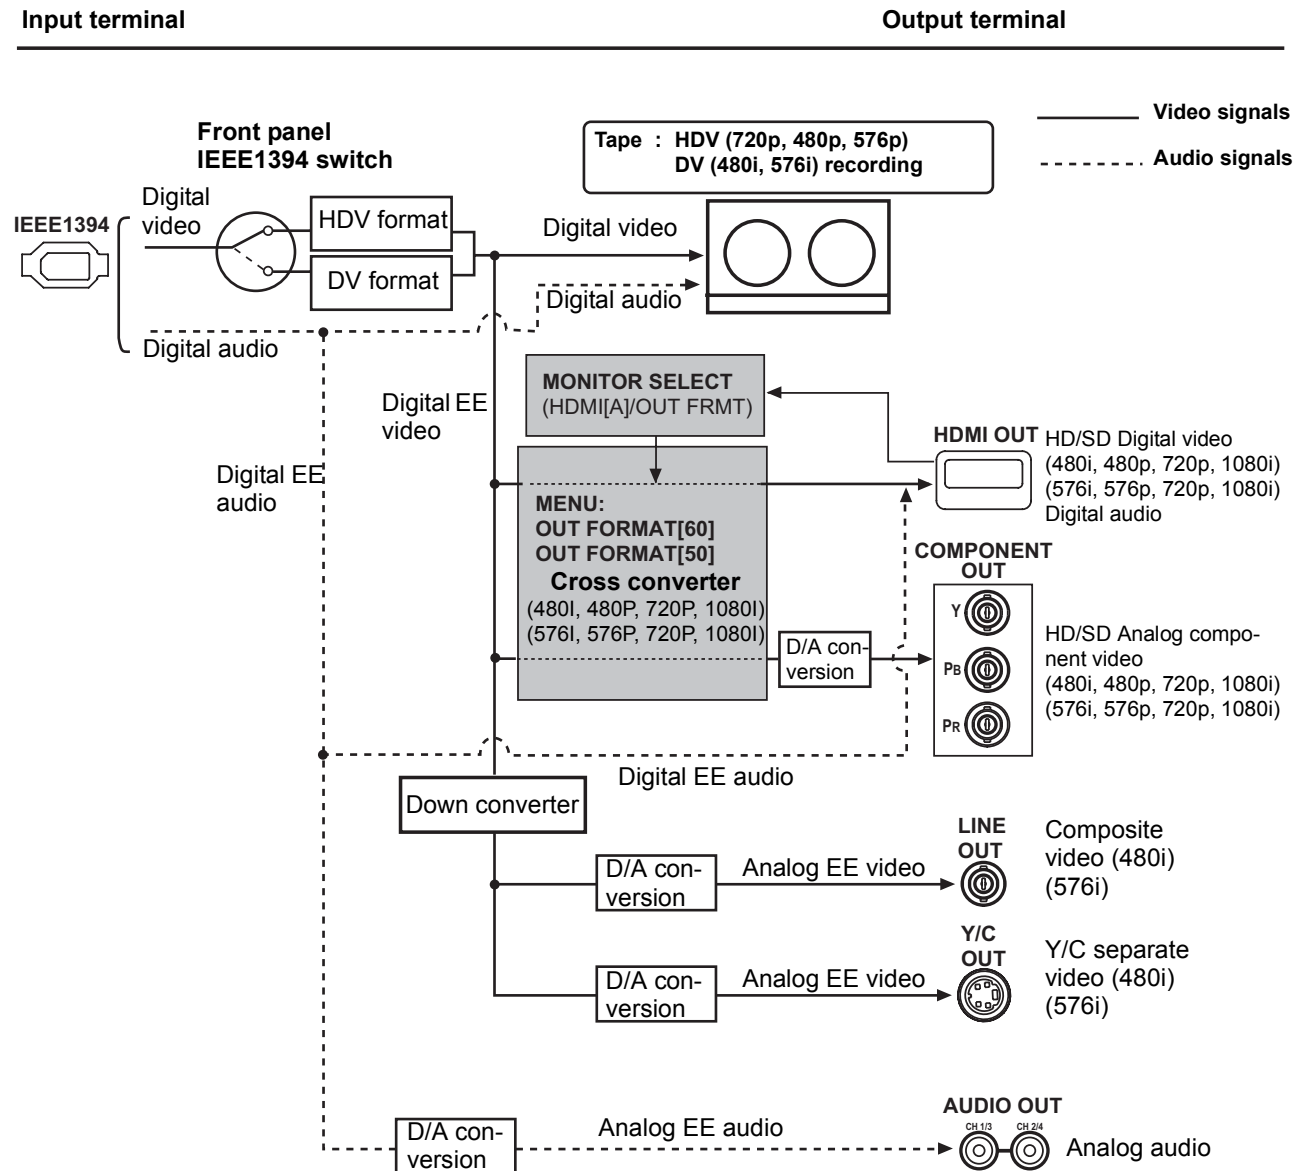 Input terminal
Output terminal
Video signals
Audio signals
Front panel
IEEE1394 switch
Tape : HDV (720p, 480p, 576p)
DV (480i, 576i) recording
IEEE1394
Digital
video
HDV format
DV format
Digital video
Digital audio
Digital audio
MONITOR SELECT
(HDMI[A]/OUT FRMT)
Digital EE
video
HDMI OUT
HD/SD Digital video
(480i, 480p, 720p, 1080i)
(576i, 576p, 720p, 1080i)
Digital audio
Digital EE
audio
MENU:
OUT FORMAT[60]
OUT FORMAT[50]
Cross converter
(480I, 480P, 720P, 1080I)
(576I, 576P, 720P, 1080I)
D/A con-
version
COMPONENT
OUT
Y
PB
PR
HD/SD Analog compo-
nent video
(480i, 480p, 720p, 1080i)
(576i, 576p, 720p, 1080i)
Digital EE audio
Down converter
D/A con-
version
Analog EE video
LINE
OUT
Composite
video (480i)
(576i)
D/A con-
version
Analog EE video
Y/C
OUT
Y/C separate
video (480i)
(576i)
D/A con-
version
Analog EE audio
AUDIO OUT
CH 1/3 CH 2/4
Analog audio